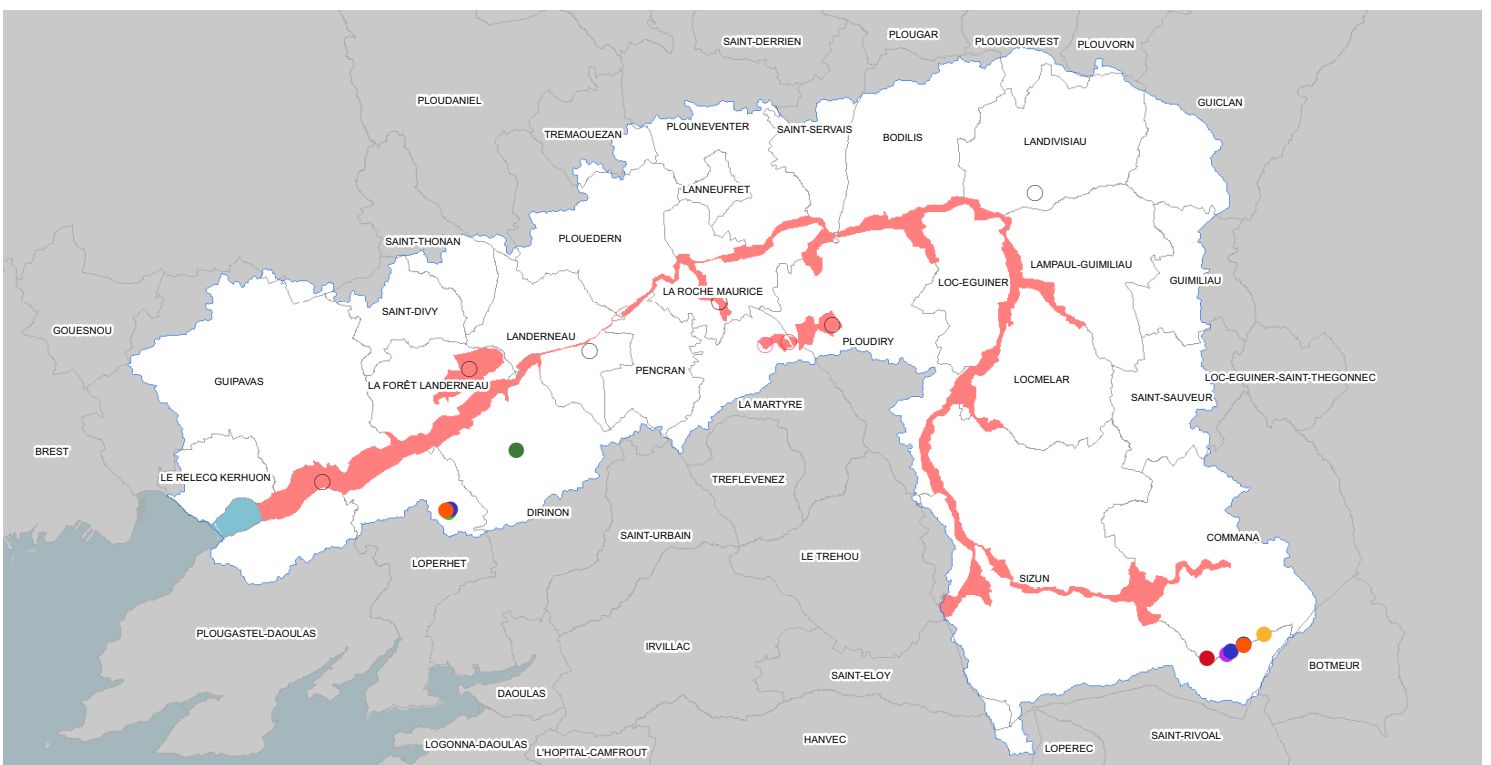 PLOUGAR
SAINT-DERRIEN
PLOUGOURVEST
PLOUVORN
PLOUDANIEL
GUICLAN
PLOUNEVENTER
SAINT-SERVAIS
TREMAOUEZAN
BODILIS
LANDIVISIAU
LANNEUFRET
SAINT-THONAN
PLOUEDERN
LAMPAUL-GUIMILIAU
GUIMILIAU
LOC-EGUINER
LA ROCHE MAURICE
SAINT-DIVY
GOUESNOU
LANDERNEAU
PLOUDIRY
PENCRAN
GUIPAVAS
LA FORÊT LANDERNEAU
LOCMELAR
LOC-EGUINER-SAINT-THEGONNEC
SAINT-SAUVEUR
LA MARTYRE
BREST
LE RELECQ KERHUON
TREFLEVENEZ
DIRINON
SAINT-URBAIN
COMMANA
LE TREHOU
LOPERHET
SIZUN
PLOUGASTEL-DAOULAS
IRVILLAC
BOTMEUR
SAINT-ELOY
DAOULAS
SAINT-RIVOAL
HANVEC
LOGONNA-DAOULAS
LOPEREC
L'HOPITAL-CAMFROUT